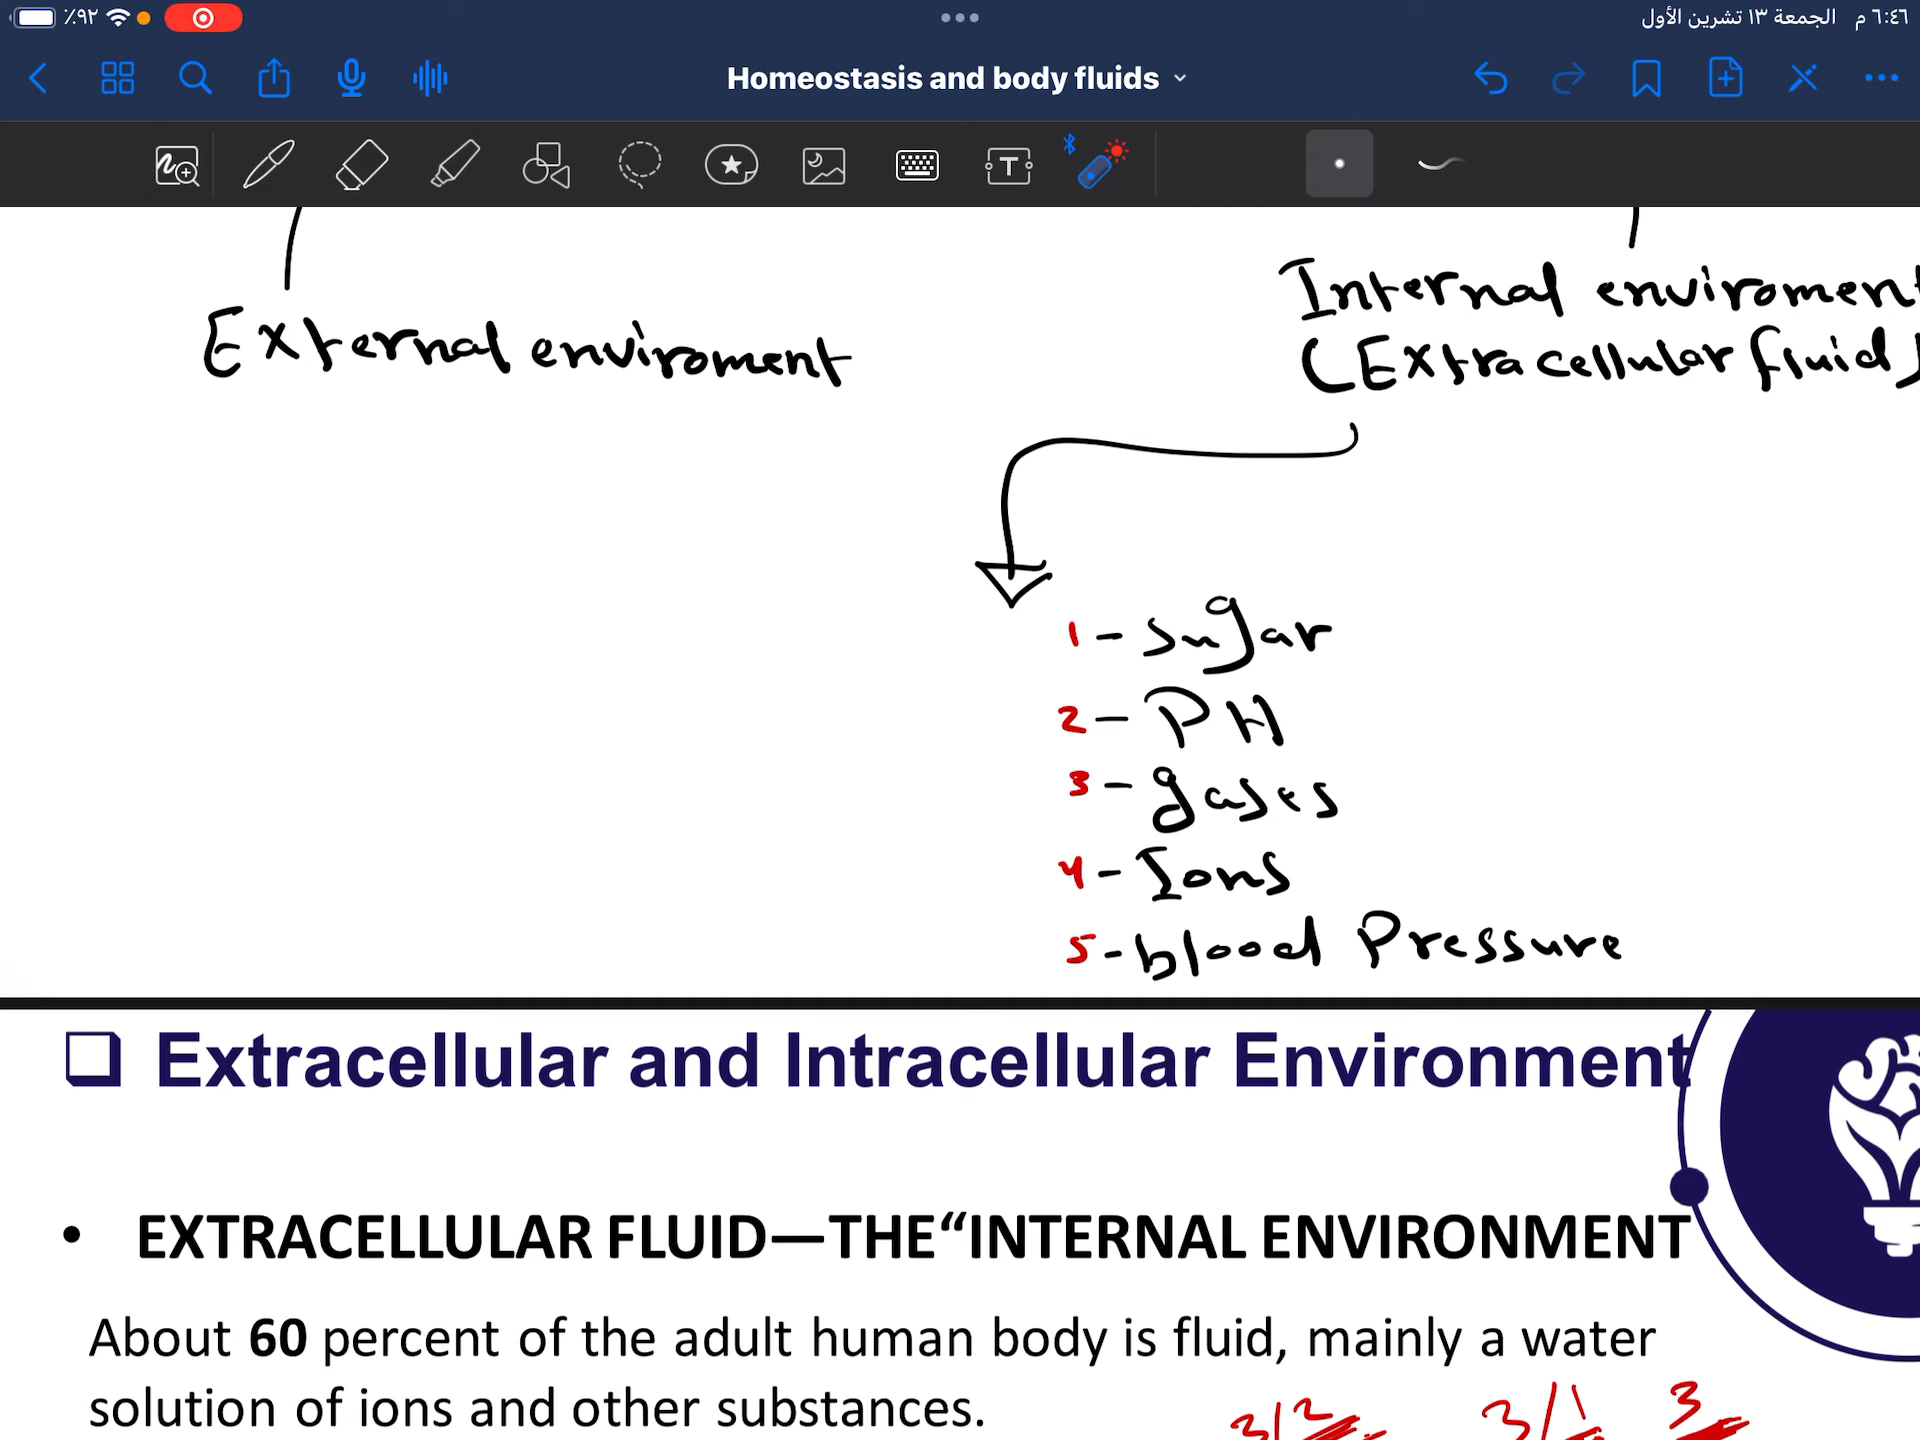 ٪٩٢
٦:٤٦ م الجمعة ١٣ تشرين الأول
Homeostasis and body fluids
T
External enviroment
Internal enviroment
(Extracellular fluid)
1 - sugar
2 - PH
3 - gases
4 - Ions
5 - blood Pressure
❑ Extracellular and Intracellular Environment
• EXTRACELLULAR FLUID—THE“INTERNAL ENVIRONMENT
About 60 percent of the adult human body is fluid, mainly a water
solution of ions and other substances.